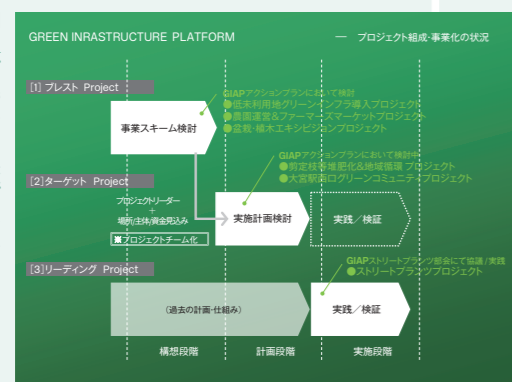 GREEN INRASTRUCTURE PLATFORM
― プロジェクト組成・事業化の状況
[1] ブレスト Project
GIAPアクションプランにおいて検討
●低未利用地グリーンインフラ導入プロジェクト
●農園運営&ファーマーズマーケットプロジェクト
●盆栽・植木エキシビションプロジェクト
事業スキーム検討
GIAPアクションプランにおいて検討中
●剪定枝等堆肥化&地域循環プロジェクト
●大宮駅西口グリーンコミュニティプロジェクト
[2]ターゲット Project
プロジェクトリーダー
+
場所/主体/資金見込み
※プロジェクトチーム化
実施計画検討
実践/検証
GIAPストリートプランツ部会にて協議/実践
●ストリートプランツプロジェクト
[3]リーディング Project
(過去の計画・仕組み)
実践/検証
構想段階
計画段階
実施段階